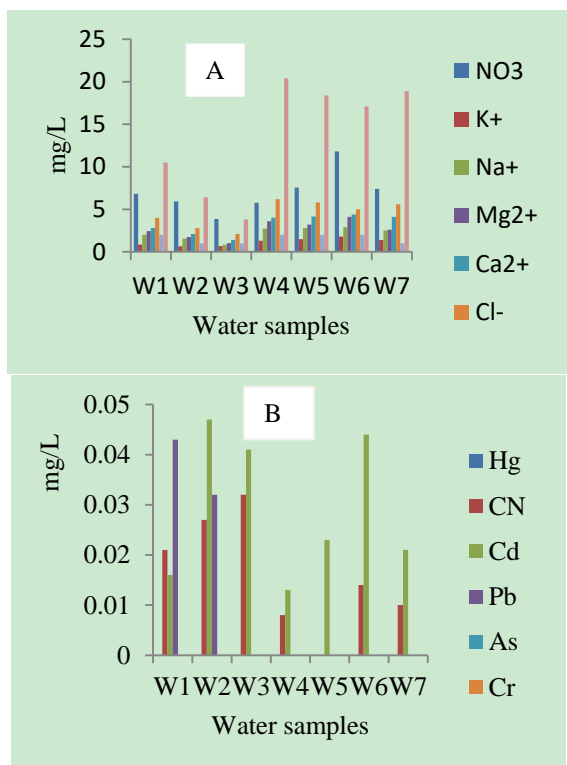 A
25
20
15
10
5
0
mg/L
W1 W2 W3 W4 W5 W6 W7
Water samples
NO3
K+
Na+
Mg2+
Ca2+
Cl-
B
0.05
0.04
0.03
0.02
0.01
0
mg/L
W1 W2 W3 W4 W5 W6 W7
Water samples
Hg
CN
Cd
Pb
As
Cr